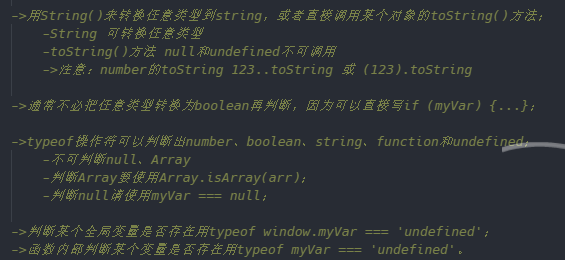 ->用String()来转换任意类型到string，或者直接调用某个对象的toString()方法；
-String 可转换任意类型
-toString()方法 null和undefined不可调用
->注意：number的toString 123..toString 或 (123).toString
->通常不必把任意类型转换为boolean再判断，因为可以直接写if (myVar) {...}；
->typeof操作符可以判断出number、boolean、string、function和undefined；
-不可判断null、Array
-判断Array要使用Array.isArray(arr)；
-判断null请使用myVar === null；
->判断某个全局变量是否存在用typeof window.myVar === 'undefined'；
->函数内部判断某个变量是否存在用typeof myVar === 'undefined'。